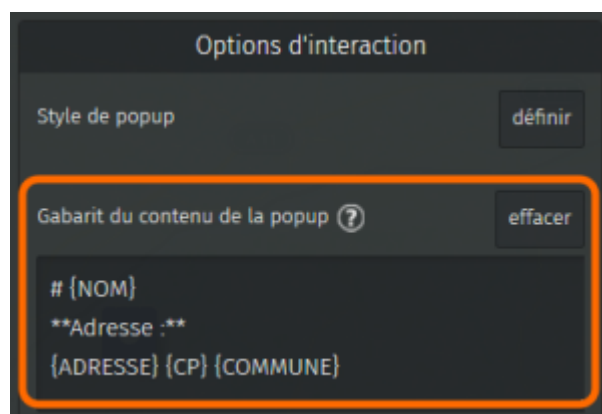 Options d'interaction
Style de popup définir
Gabarit du contenu de la popup ? effacer
# {NOM}
**Adresse :**
{ADRESSE} {CP} {COMMUNE}